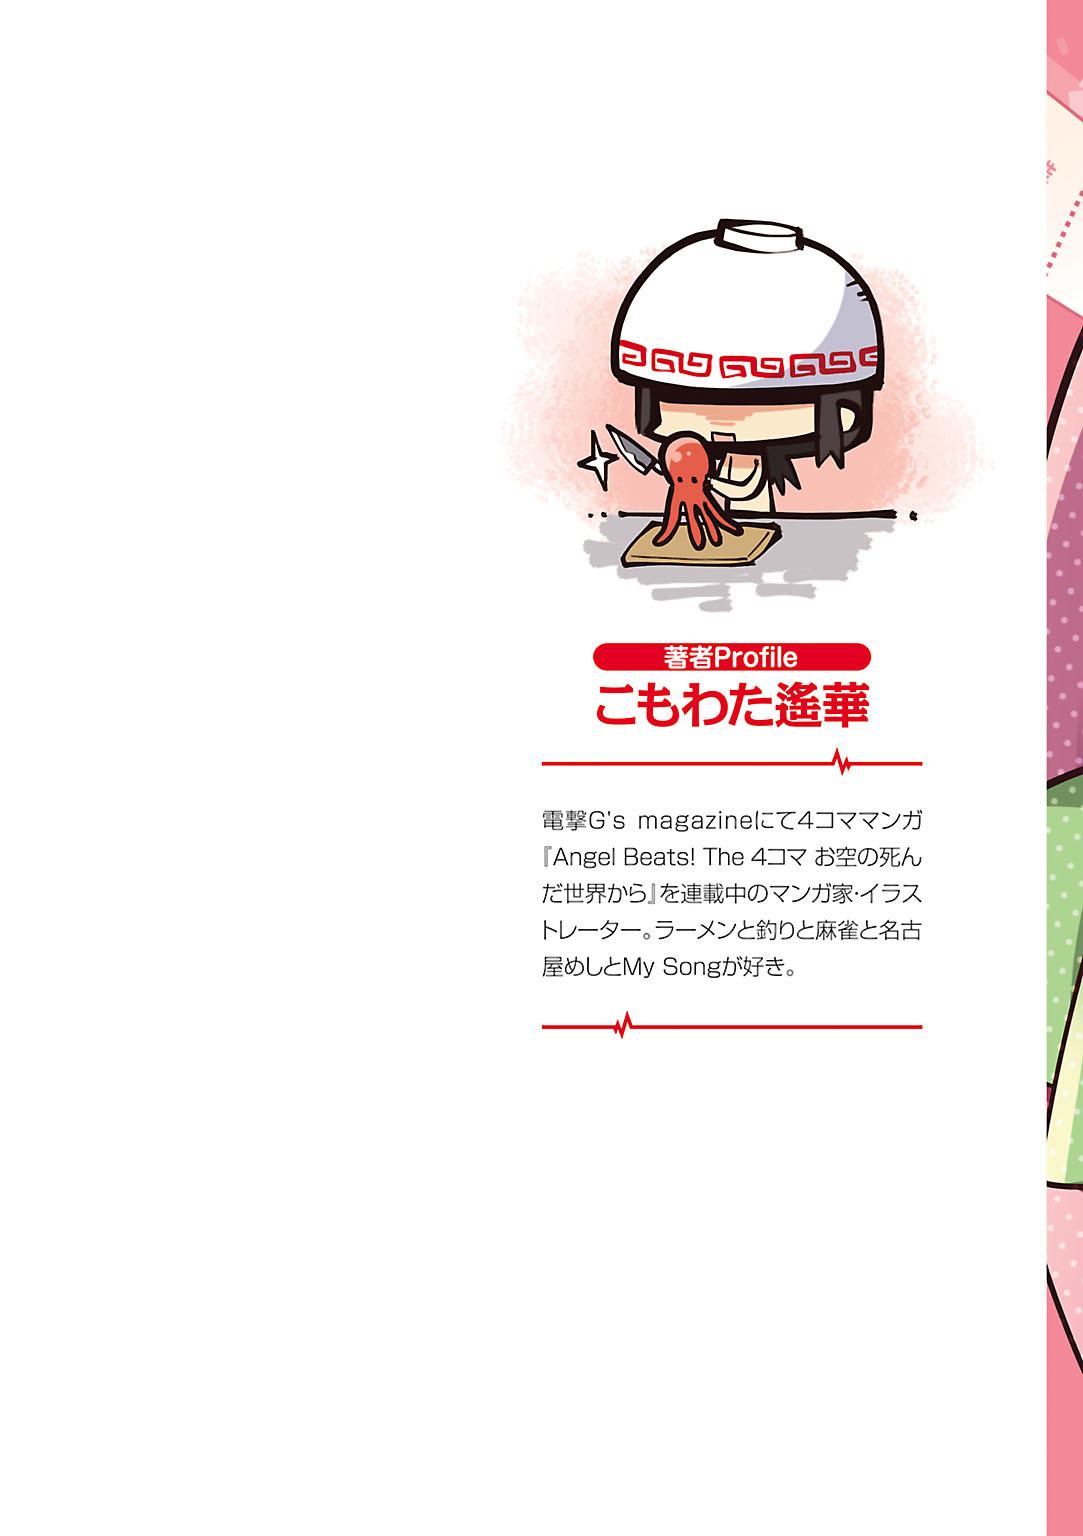 著者Profile
こもわた遙華
電撃G's magazineにて4コママンガ
『Angel Beats! The 4コマ お空の死ん
だ世界から』を連載中のマンガ家・イラス
トレーター。ラーメンと釣りと麻雀と名古
屋めしとMy Songが好き。